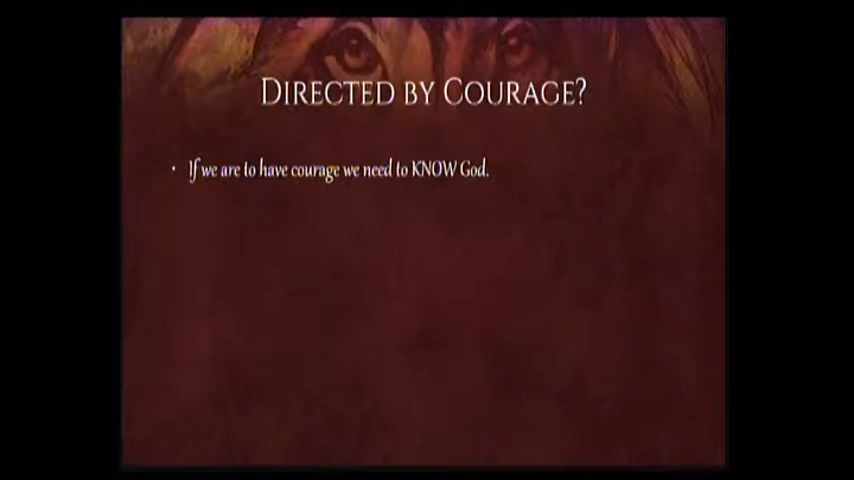 DIRECTED BY COURAGE?
• If we are to have courage we need to KNOW God.